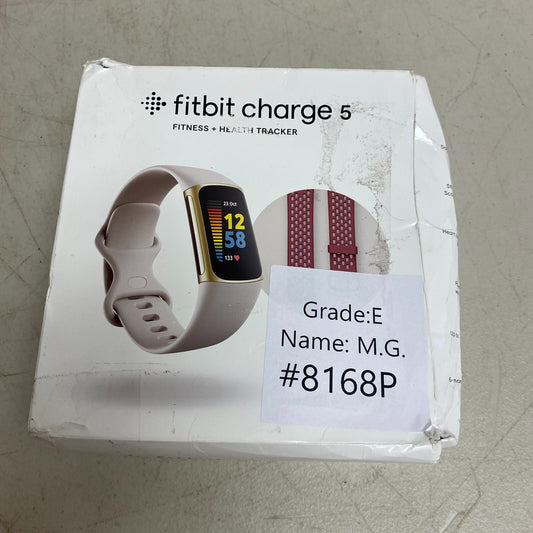 fitbit charge 5
FITNESS + HEALTH TRACKER
23 Oct
12
58
133
Grade:E
Name: M.G.
#8168P